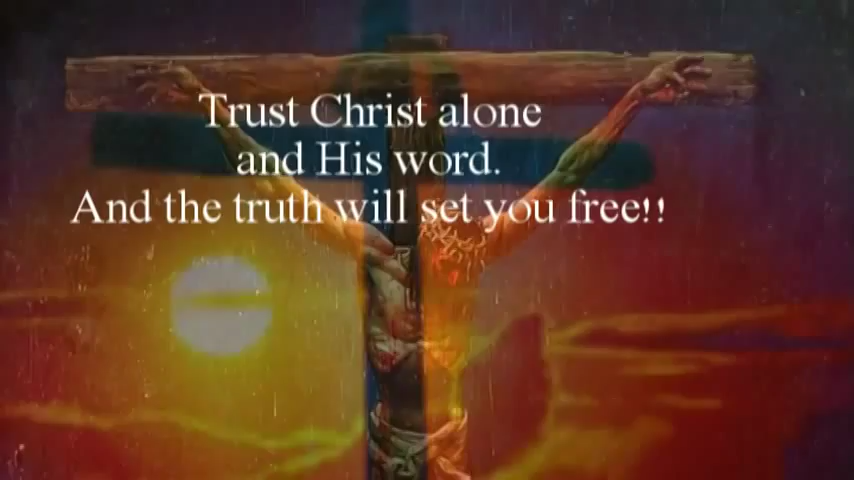 Trust Christ alone
and His word.
And the truth will set you free!!